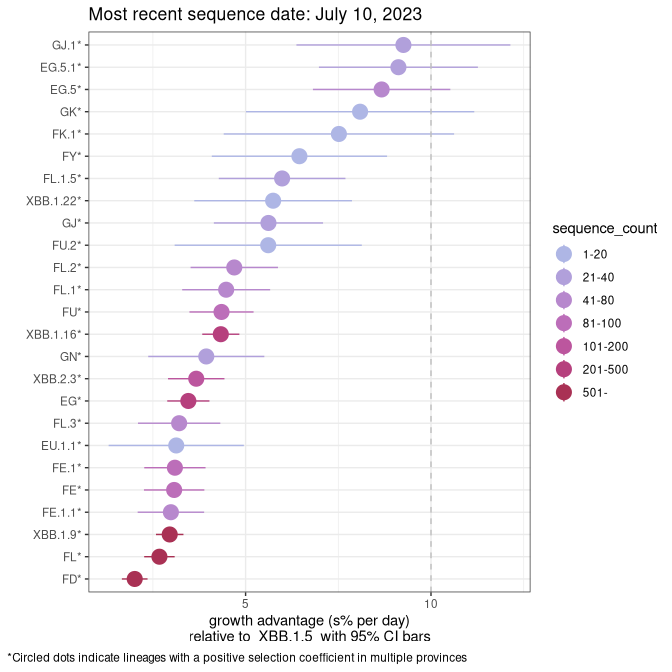 Most recent sequence date: July 10, 2023
GJ.1*
EG.5.1*
EG.5*
GK*
FK.1*
FY*
FL.1.5*
XBB.1.22*
GJ*
FU.2*
FL.2*
FL.1*
FU*
XBB.1.16*
GN*
XBB.2.3*
EG*
FL.3*
EU.1.1*
FE.1*
FE*
FE.1.1*
XBB.1.9*
FL*
FD*
5 10
growth advantage (s% per day)
relative to XBB.1.5 with 95% CI bars
sequence_count
1-20
21-40
41-80
81-100
101-200
201-500
501-
*Circled dots indicate lineages with a positive selection coefficient in multiple provinces